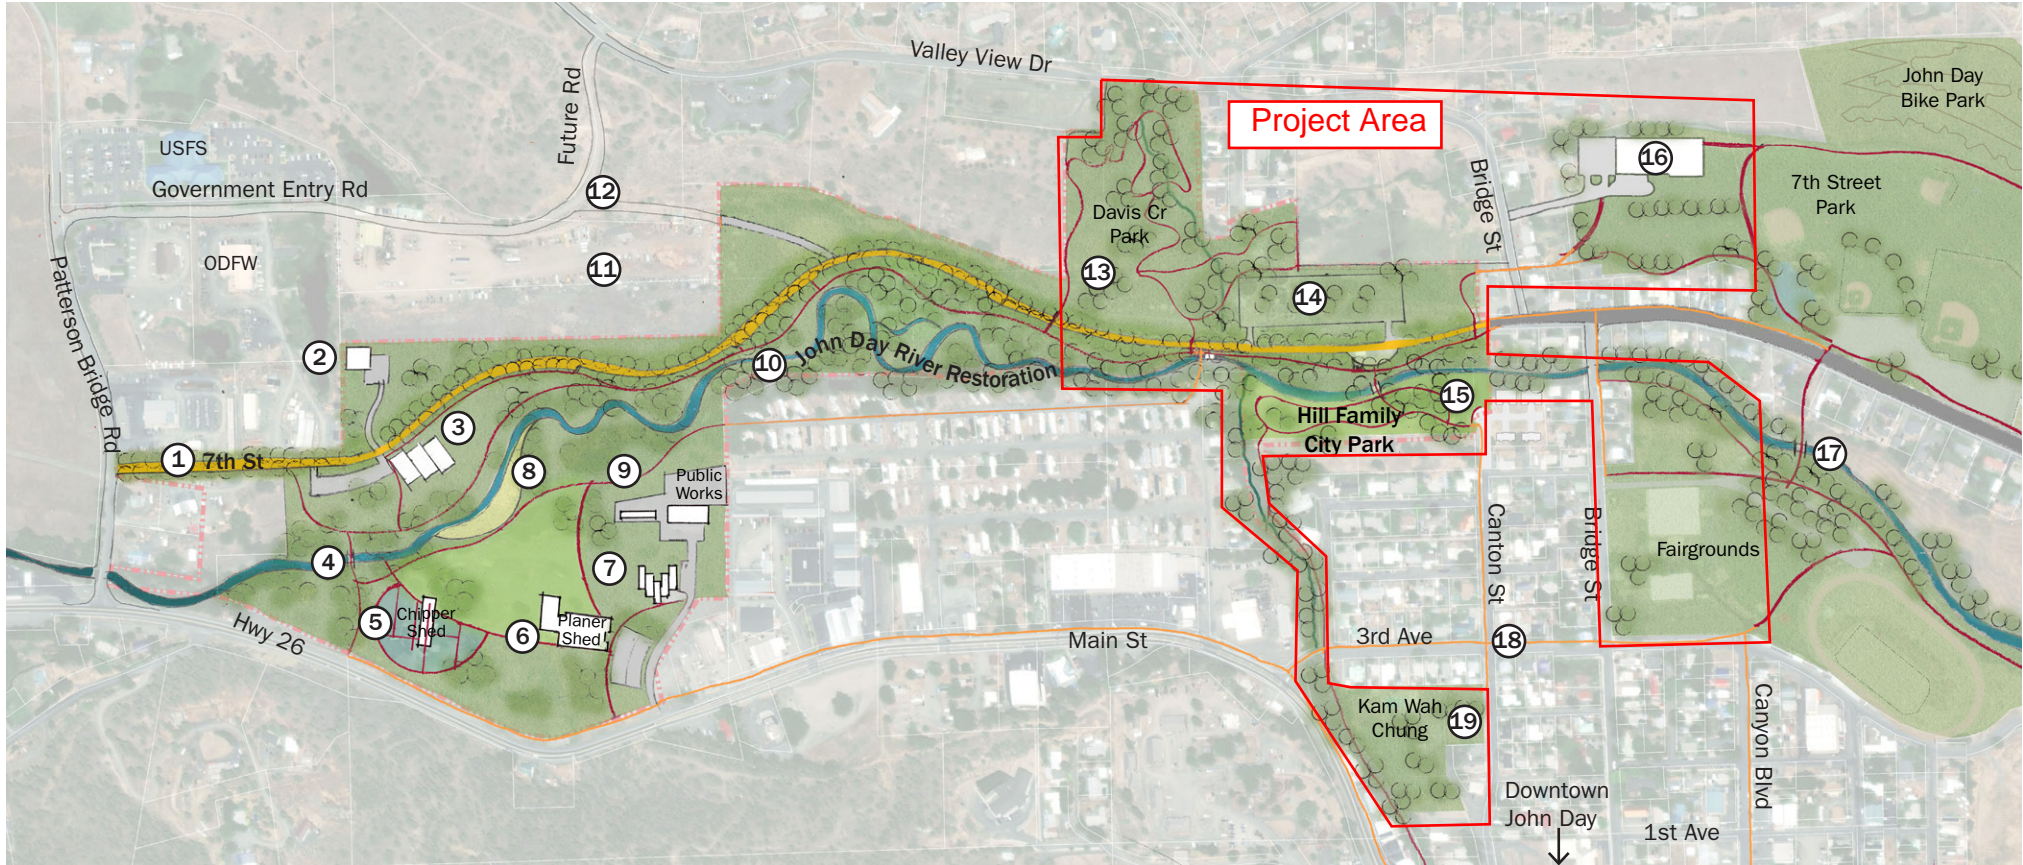 Valley View Dr
John Day
Bike Park
Project Area
Future Rd
USFS
Government Entry Rd
16
Bridge St
7th Street
Park
12
Davis Cr
Park
ODFW
11
13
14
Patterson Bridge Rd
2
10
John Day River Restoration
15
Hill Family
City Park
3
1
7th St
8
9
Public
Works
17
Canton St
Bridge St
Fairgrounds
4
7
5
Chipper
Shed
6
Planer
Shed
Hwy 26
Main St
3rd Ave
18
Kam Wah
Chung
19
Canyon Blvd
Downtown
John Day
1st Ave